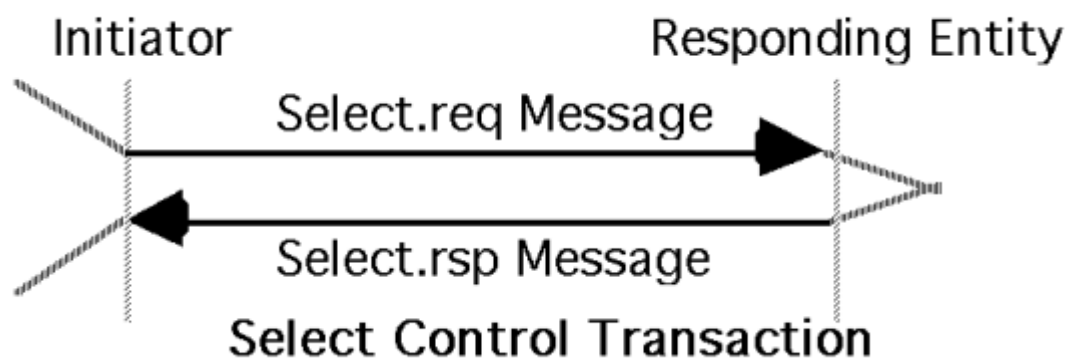 Initiator
Responding Entity
Select.req Message
Select.rsp Message
Select Control Transaction